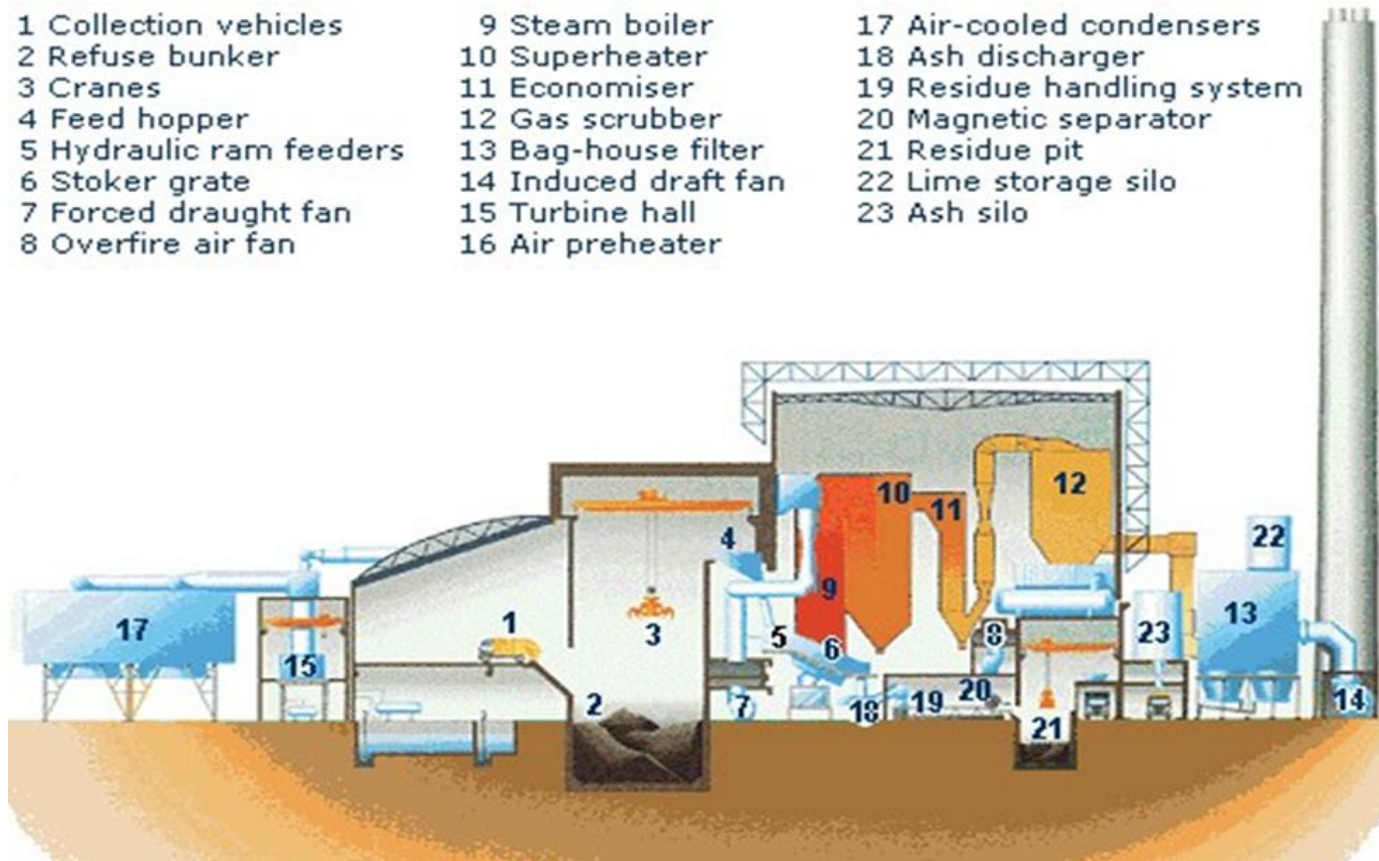 1 Collection vehicles
2 Refuse bunker
3 Cranes
4 Feed hopper
5 Hydraulic ram feeders
6 Stoker grate
7 Forced draught fan
8 Overfire air fan
9 Steam boiler
10 Superheater
11 Economiser
12 Gas scrubber
13 Bag-house filter
14 Induced draft fan
15 Turbine hall
16 Air preheater
17 Air-cooled condensers
18 Ash discharger
19 Residue handling system
20 Magnetic separator
21 Residue pit
22 Lime storage silo
23 Ash silo
10
11
12
4
22
9
17
1
3
5
6
8
23
13
15
2
7
18
19
20
21
14